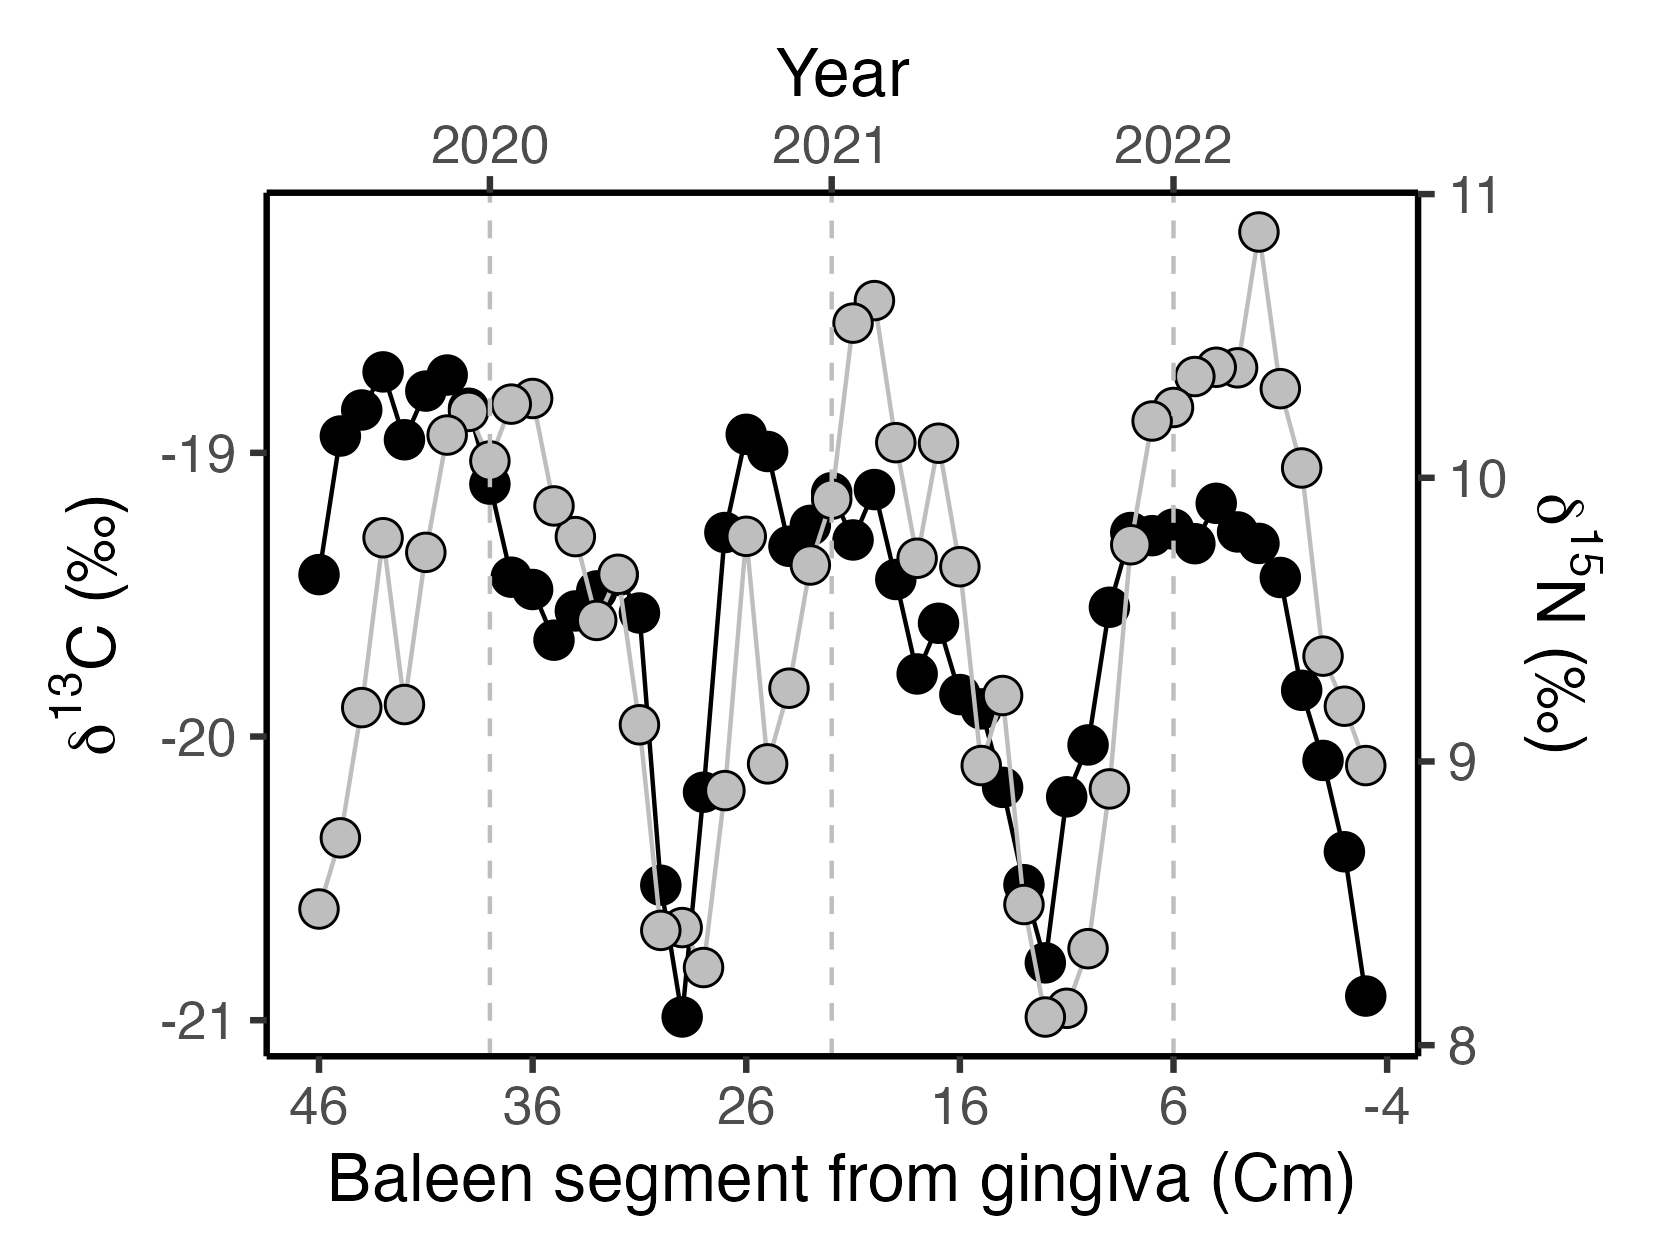 Year
2020 2021 2022
11
-19
10
-20
9
-21
8
δ¹³C (‰)
δ¹⁵N (‰)
46 36 26 16 6 -4
Baleen segment from gingiva (Cm)